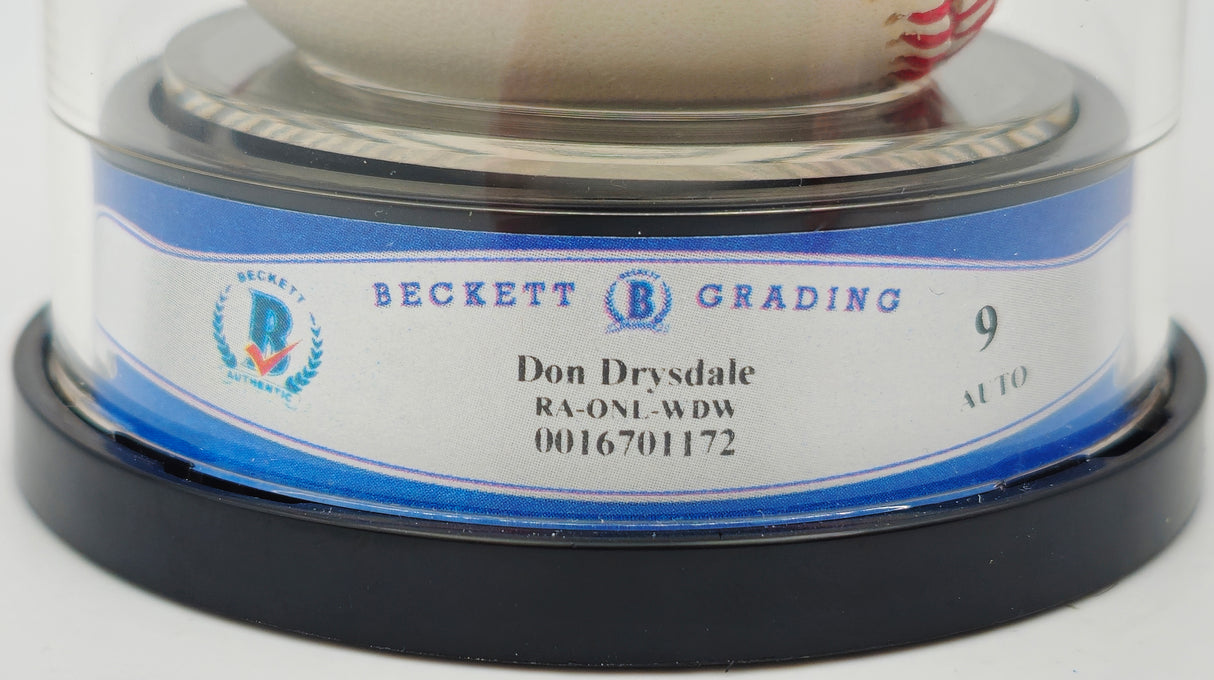 BECKETT
B
AUTHENTIC
BECKETT B GRADING
Don Drysdale
RA-ONL-WDW
0016701172
9
AUTO